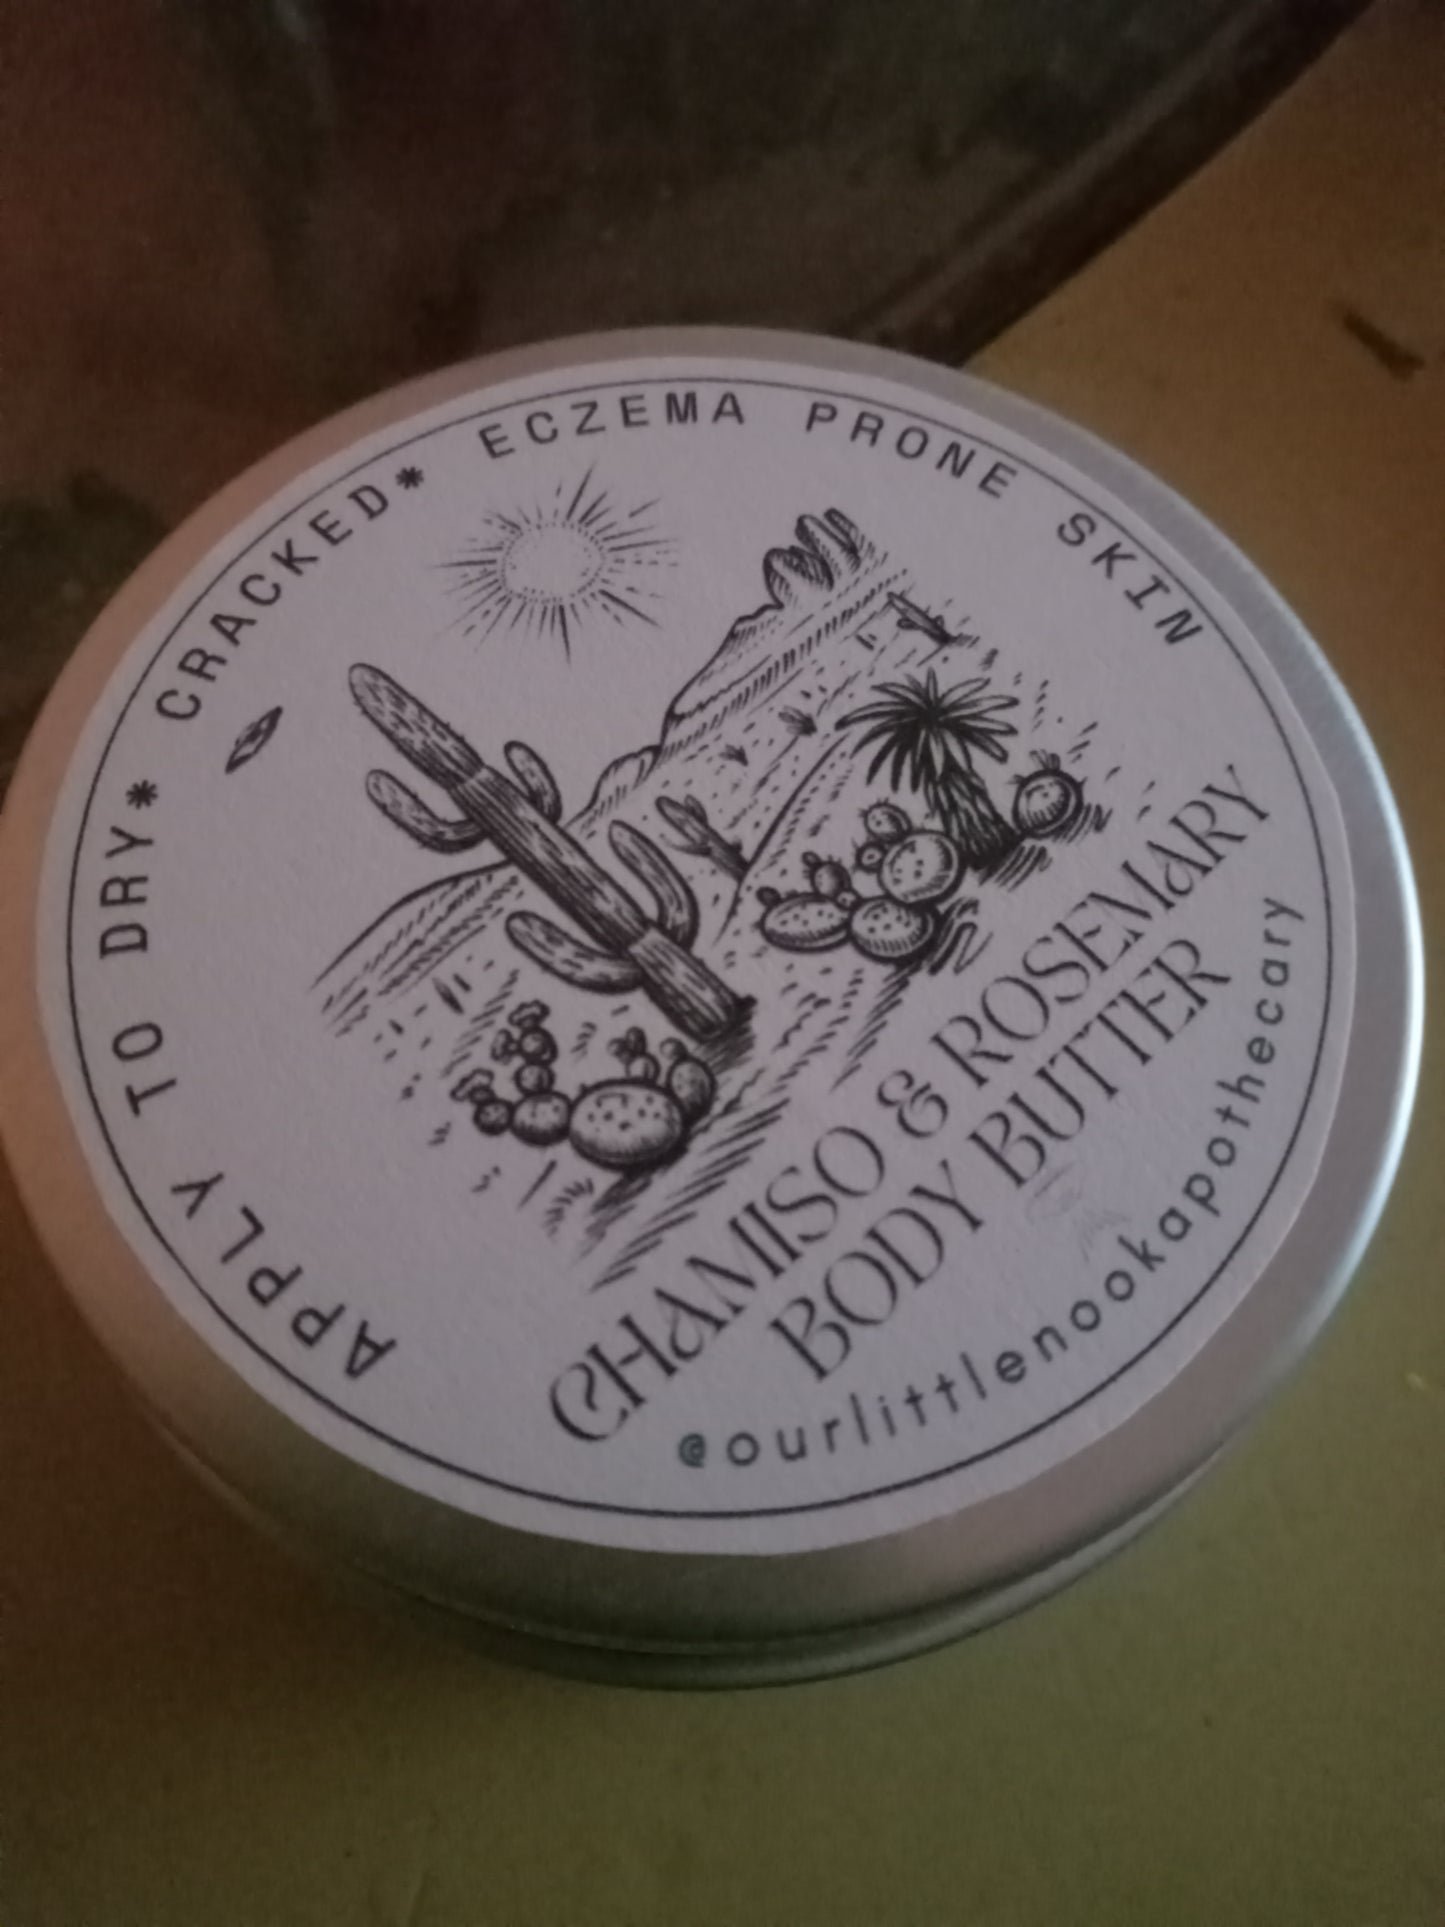 APPLY TO DRY* CRACKED* ECZEMA PRONE SKIN
CHAMISO & ROSEMARY
BODY BUTTER
@ourlittlenookapothecary